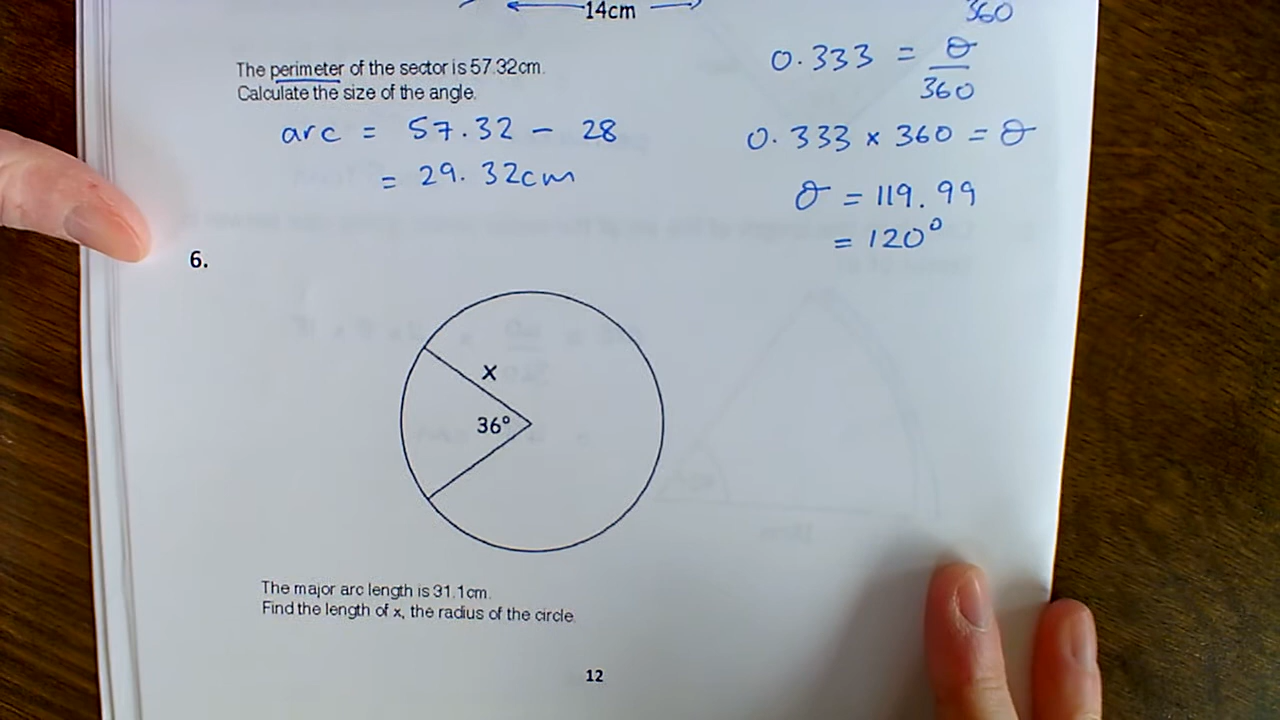 14cm
360
The perimeter of the sector is 57.32cm.
Calculate the size of the angle.
arc = 57.32 - 28
= 29.32cm
0.333 = θ
360
0.333 x 360 = θ
θ = 119.99
= 120°
6.
x
36°
The major arc length is 31.1cm.
Find the length of x, the radius of the circle.
12